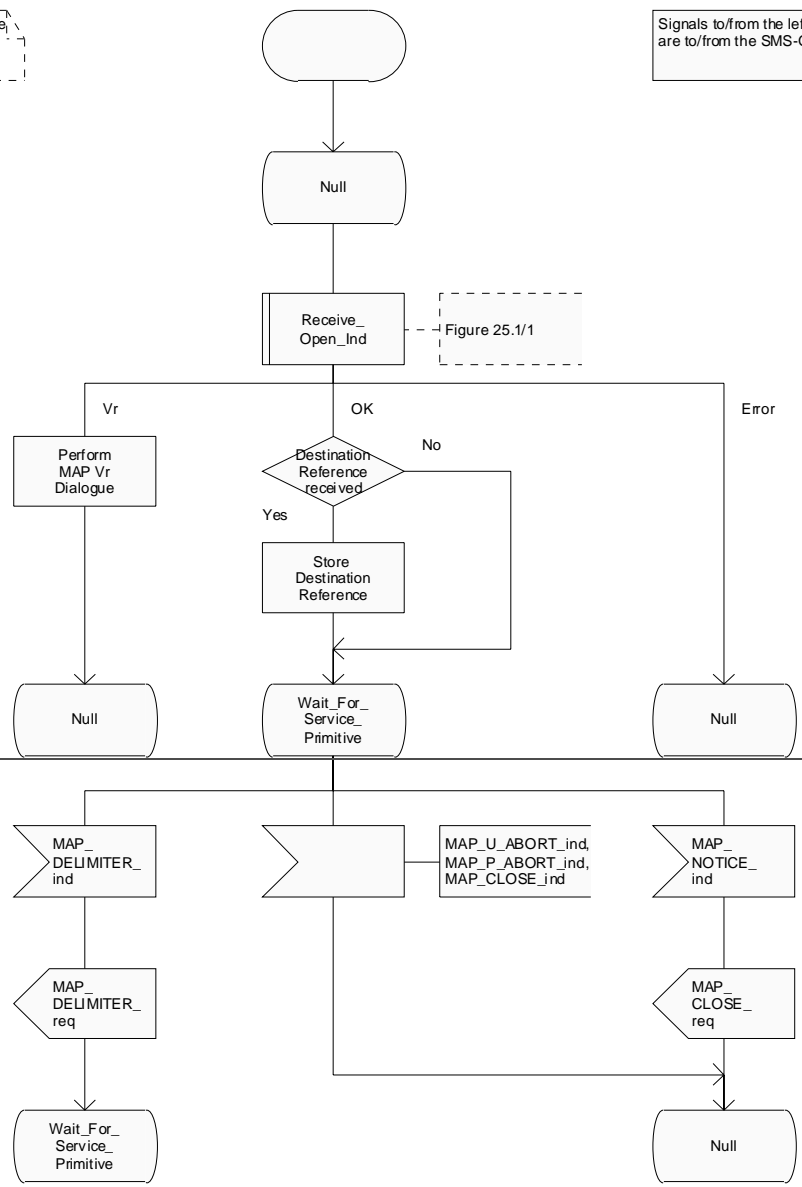 e
Signals to/from the left
are to/from the SMS-G
Null
Receive_
Open_Ind
Figure 25.1/1
Vr
OK
Error
Perform
MAP Vr
Dialogue
Destination
Reference
received
No
Yes
Store
Destination
Reference
Null
Wait_For_
Service_
Primitive
Null
MAP_
DELIMITER_
ind
MAP_U_ABORT_ind,
MAP_P_ABORT_ind,
MAP_CLOSE_ind
MAP_
NOTICE_
ind
MAP_
DELIMITER_
req
MAP_
CLOSE_
req
Wait_For_
Service_
Primitive
Null